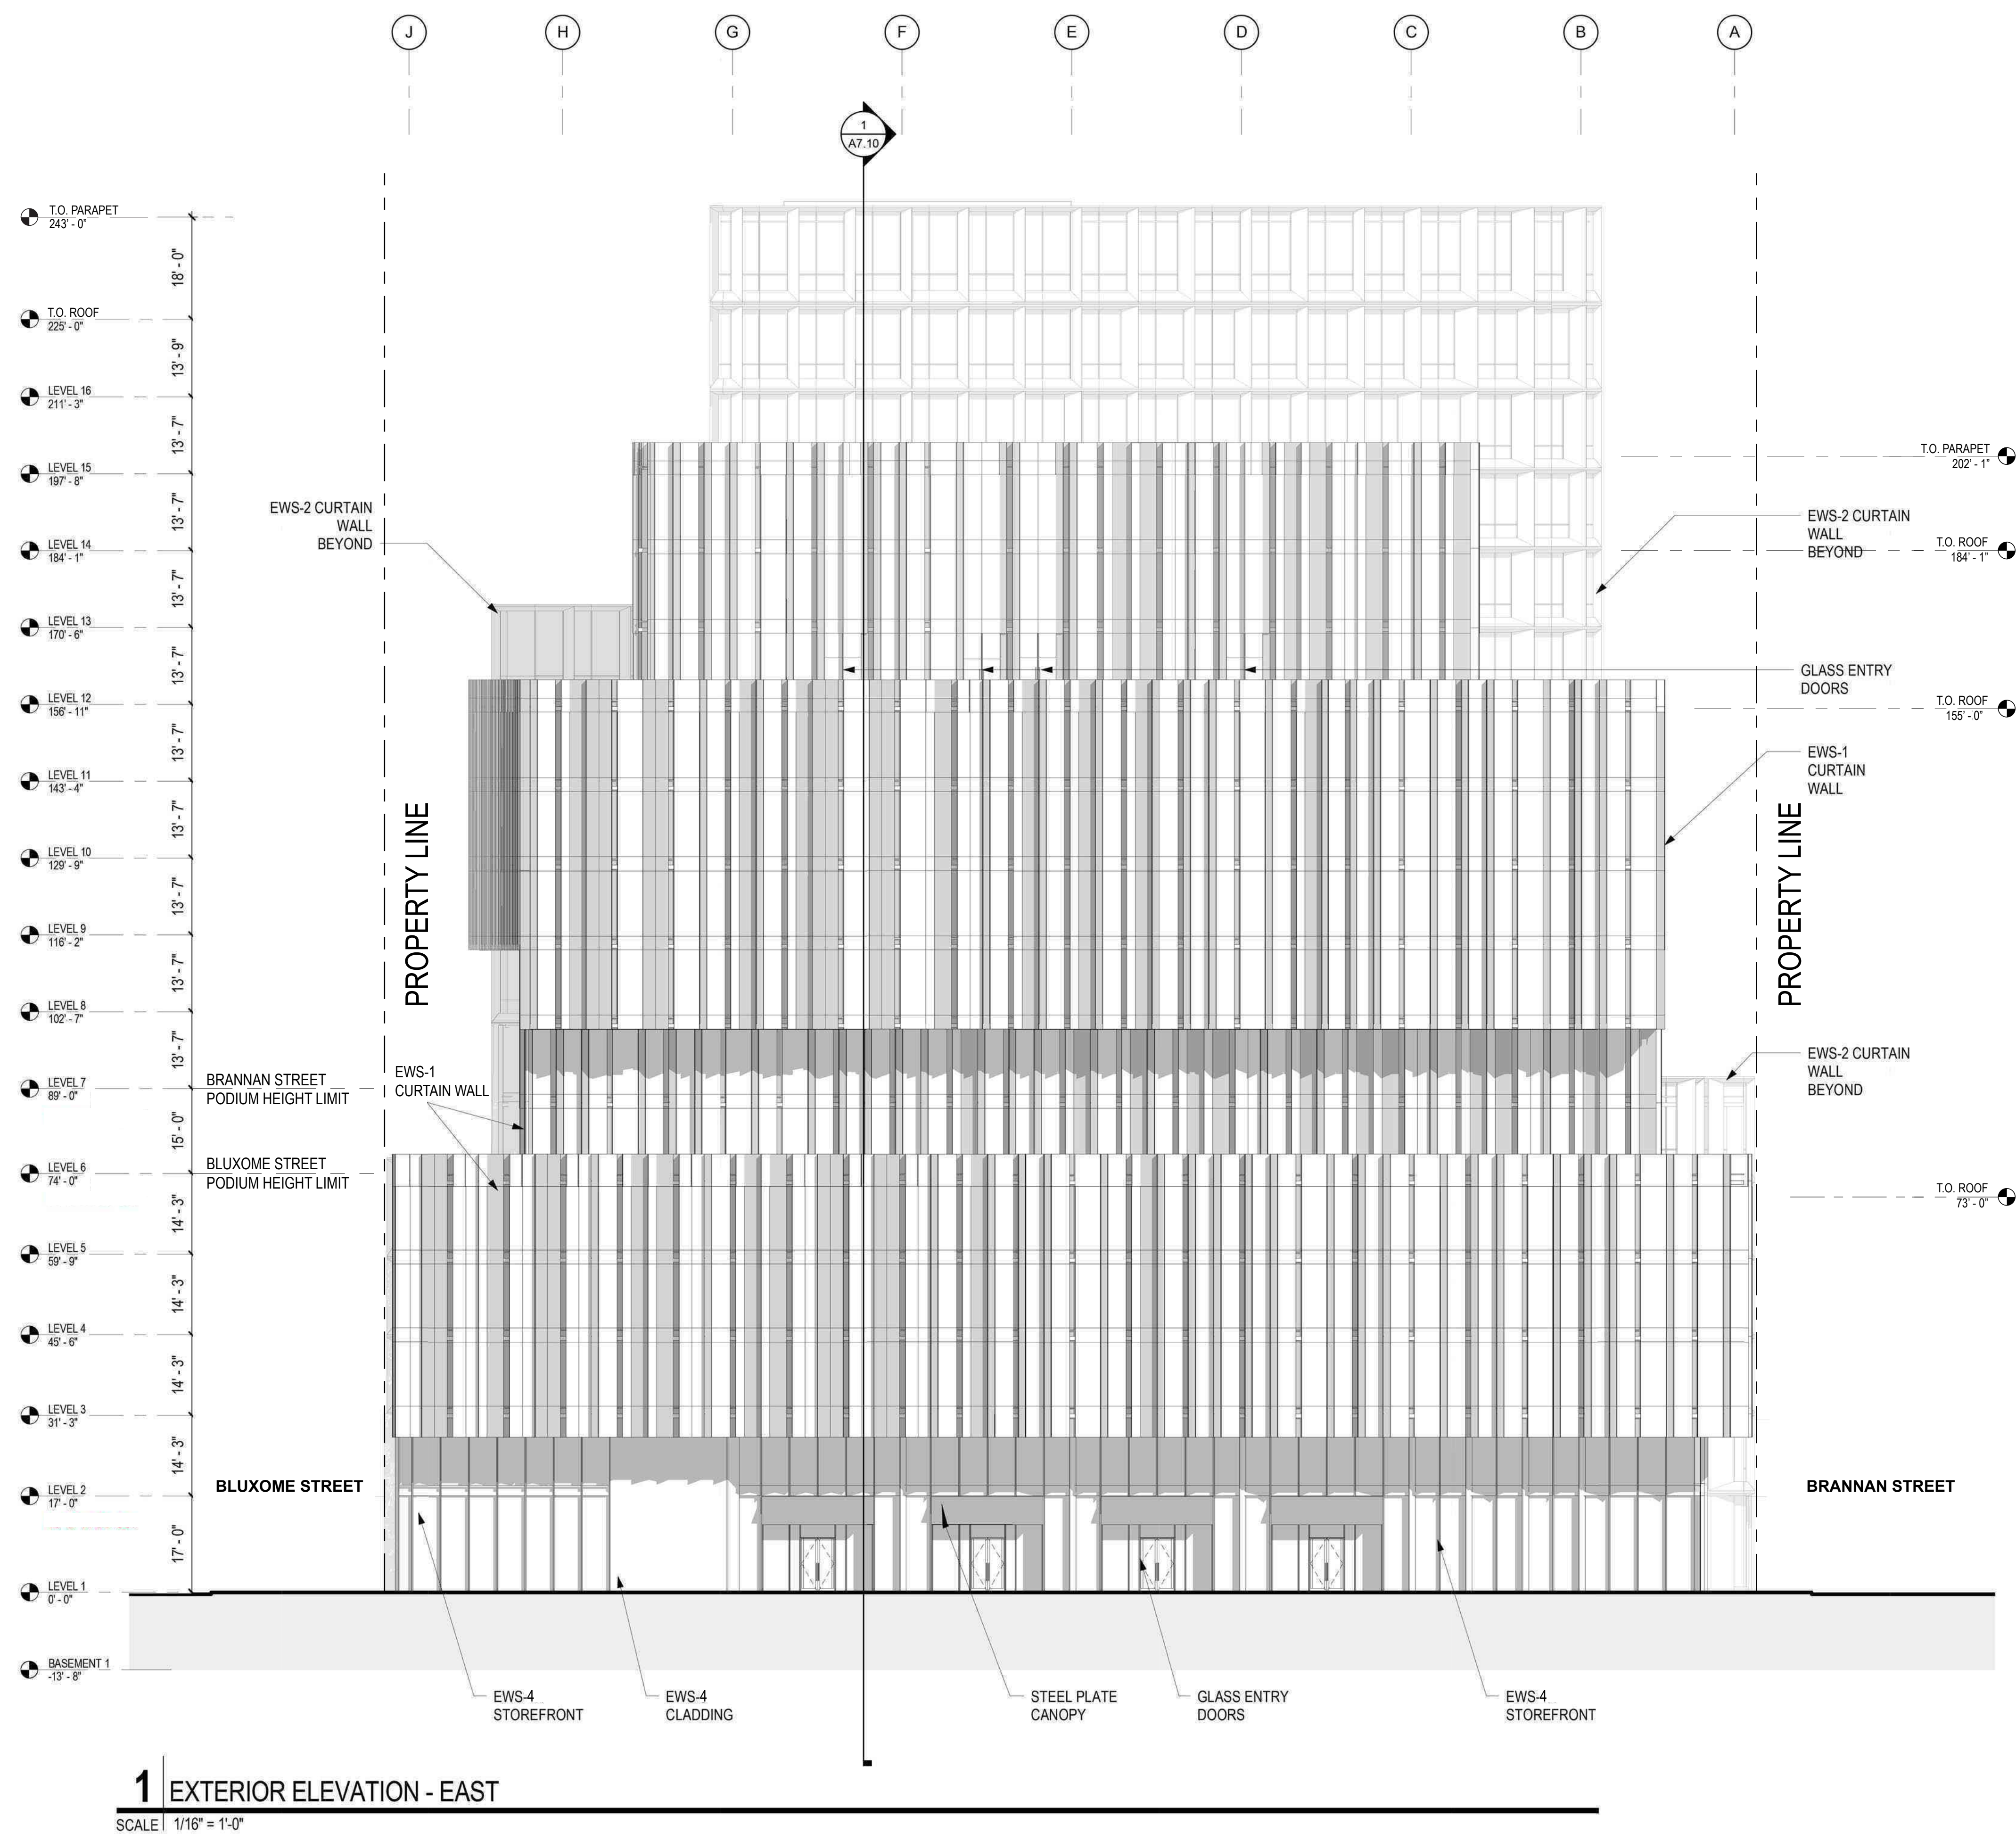 J H G F E D C B A
1
A7.10
T.O. PARAPET
243' - 0"
18' - 0"
T.O. ROOF
225' - 0"
13' - 9"
LEVEL 16
211' - 3"
13' - 7"
LEVEL 15
197' - 8"
13' - 7"
LEVEL 14
184' - 1"
13' - 7"
LEVEL 13
170' - 6"
13' - 7"
LEVEL 12
156' - 11"
13' - 7"
LEVEL 11
143' - 4"
13' - 7"
LEVEL 10
129' - 9"
13' - 7"
LEVEL 9
116' - 2"
13' - 7"
LEVEL 8
102' - 7"
13' - 7"
LEVEL 7
89' - 0"
15' - 0"
LEVEL 6
74' - 0"
14' - 3"
LEVEL 5
59' - 9"
14' - 3"
LEVEL 4
45' - 6"
14' - 3"
LEVEL 3
31' - 3"
14' - 3"
LEVEL 2
17' - 0"
17' - 0"
LEVEL 1
0' - 0"
BASEMENT 1
-13' - 8"
EWS-2 CURTAIN
WALL
BEYOND
PROPERTY LINE
BRANNAN STREET
PODIUM HEIGHT LIMIT
EWS-1
CURTAIN WALL
BLUXOME STREET
PODIUM HEIGHT LIMIT
BLUXOME STREET
T.O. PARAPET
202' - 1"
EWS-2 CURTAIN
WALL
BEYOND
T.O. ROOF
184' - 1"
GLASS ENTRY
DOORS
T.O. ROOF
155' - 0"
EWS-1
CURTAIN
WALL
PROPERTY LINE
EWS-2 CURTAIN
WALL
BEYOND
T.O. ROOF
73' - 0"
BRANNAN STREET
EWS-4
STOREFRONT
EWS-4
CLADDING
STEEL PLATE
CANOPY
GLASS ENTRY
DOORS
EWS-4
STOREFRONT
1 EXTERIOR ELEVATION - EAST
SCALE 1/16" = 1'-0"